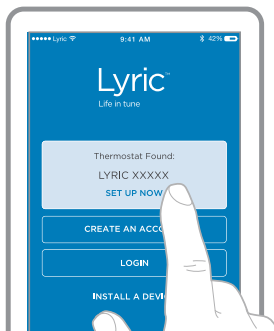 Lyric 9:41 AM 42%
Lyric™
Life in tune
Thermostat Found:
LYRIC XXXXX
SET UP NOW
CREATE AN ACCO
LOGIN
INSTALL A DEVI